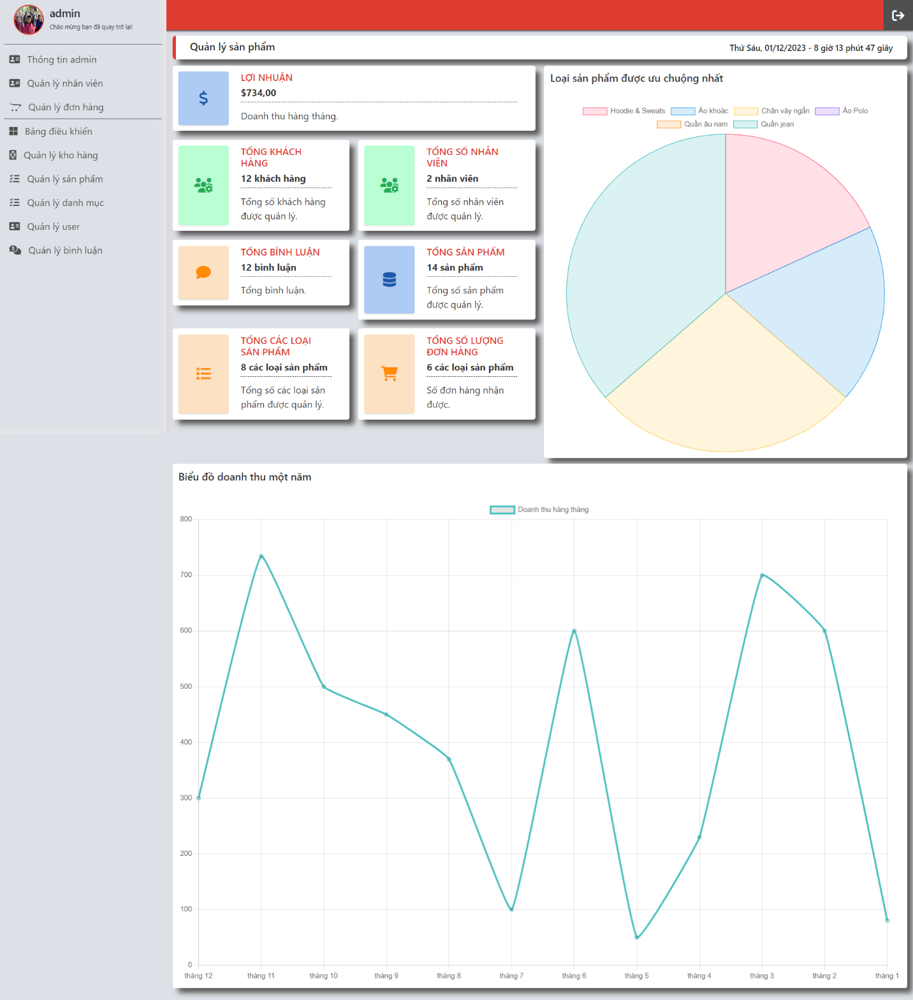 admin
Chào mừng bạn đã quay trở lại!
Thông tin admin
Quản lý nhân viên
Quản lý đơn hàng
Bảng điều khiển
Quản lý kho hàng
Quản lý sản phẩm
Quản lý danh mục
Quản lý user
Quản lý bình luận
Quản lý sản phẩm
Thứ Sáu, 01/12/2023 - 8 giờ 13 phút 47 giây
LỢI NHUẬN
$734,00
Doanh thu hàng tháng.
TỔNG KHÁCH
HÀNG
12 khách hàng
Tổng số khách hàng
được quản lý.
TỔNG SỐ NHÂN
VIÊN
2 nhân viên
Tổng số nhân viên
được quản lý.
TỔNG BÌNH LUẬN
12 bình luận
Tổng bình luận.
TỔNG SẢN PHẨM
14 sản phẩm
Tổng số sản phẩm
được quản lý.
TỔNG CÁC LOẠI
SẢN PHẨM
8 các loại sản phẩm
Tổng số các loại sản
phẩm được quản lý.
TỔNG SỐ LƯỢNG
ĐƠN HÀNG
6 các loại sản phẩm
Số đơn hàng nhận
được.
Loại sản phẩm được ưu chuộng nhất
Hoodie & Sweats Áo khoác Chân váy ngắn Áo Polo
Quần âu nam Quần jean
Biểu đồ doanh thu một năm
Doanh thu hàng tháng
800
700
600
500
400
300
200
100
0
tháng 12 tháng 11 tháng 10 tháng 9 tháng 8 tháng 7 tháng 6 tháng 5 tháng 4 tháng 3 tháng 2 tháng 1